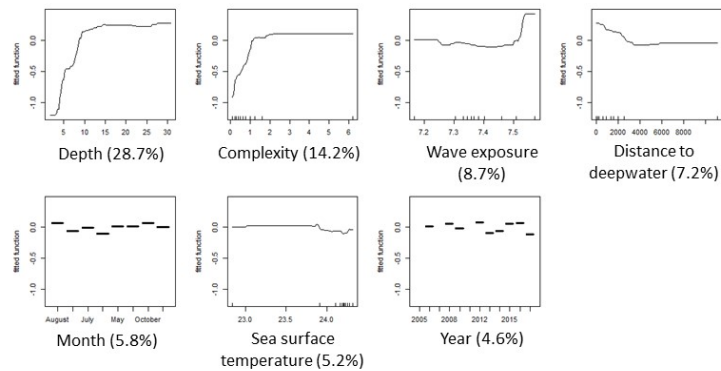 fitted function
0.0
-0.5
-1.0
5 10 15 20 25 30
Depth (28.7%)
fitted function
0.0
-0.5
-1.0
0 1 2 3 4 5 6
Complexity (14.2%)
fitted function
0.0
-0.5
-1.0
7.2 7.3 7.4 7.5
Wave exposure
(8.7%)
fitted function
0.0
-0.5
-1.0
0 2000 4000 6000 8000
Distance to
deepwater (7.2%)
fitted function
0.0
-0.5
-1.0
August July May October
Month (5.8%)
fitted function
0.0
-0.5
-1.0
23.0 23.5 24.0
Sea surface
temperature (5.2%)
fitted function
0.0
-0.5
-1.0
2005 2008 2012 2015
Year (4.6%)